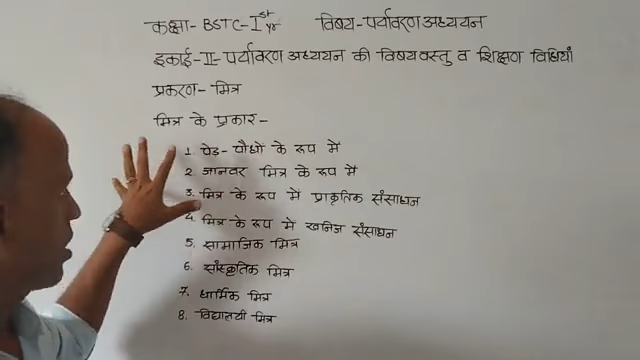 कक्षा- BSTC - I st yr विषय - पर्यावरण अध्ययन
इकाई - II - पर्यावरण अध्ययन की विषयवस्तु व शिक्षण विधियाँ
प्रकरण - मित्र
मित्र के प्रकार -
1 पेड़ - पौधो के रूप में
2 जानवर मित्र के रूप में
3. मित्र के रूप में प्राकृतिक संसाधन
4. मित्र के रूप में खनिज संसाधन
5. सामाजिक मित्र
6. सांस्कृतिक मित्र
7. धार्मिक मित्र
8. विद्यालयी मित्र